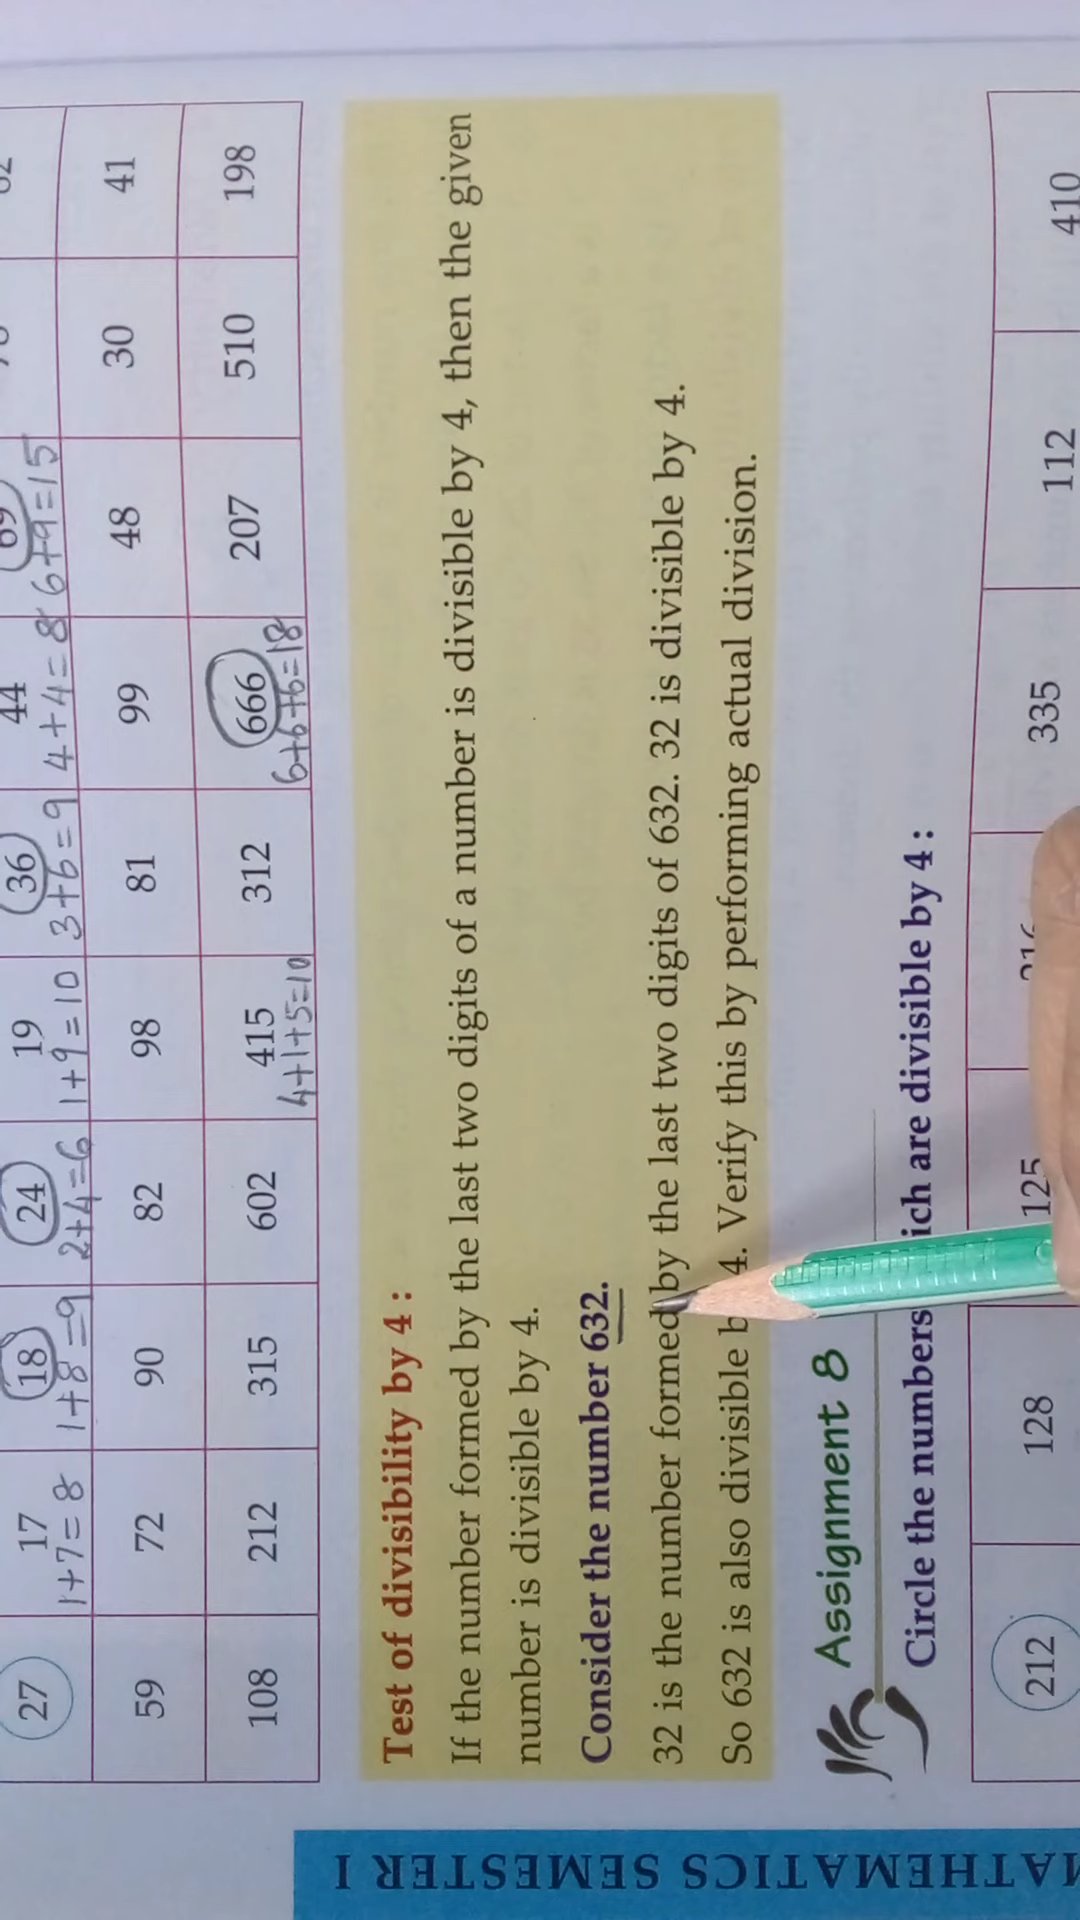 27 17 18 24 19 36 44 69
1+7=8 1+8=9 2+4=6 1+9=10 3+6=9 4+4=8 6+9=15
59 72 90 82 98 81 99 48 30 41
108 212 315 602 415 312 666 207 510 198
4+1+5=10 6+6+6=18
Test of divisibility by 4 :
If the number formed by the last two digits of a number is divisible by 4, then the given
number is divisible by 4.
Consider the number 632.
32 is the number formed by the last two digits of 632. 32 is divisible by 4.
So 632 is also divisible b 4. Verify this by performing actual division.
Assignment 8
Circle the numbers ich are divisible by 4 :
212 128 125 335 112 410
MATHEMATICS SEMESTER I